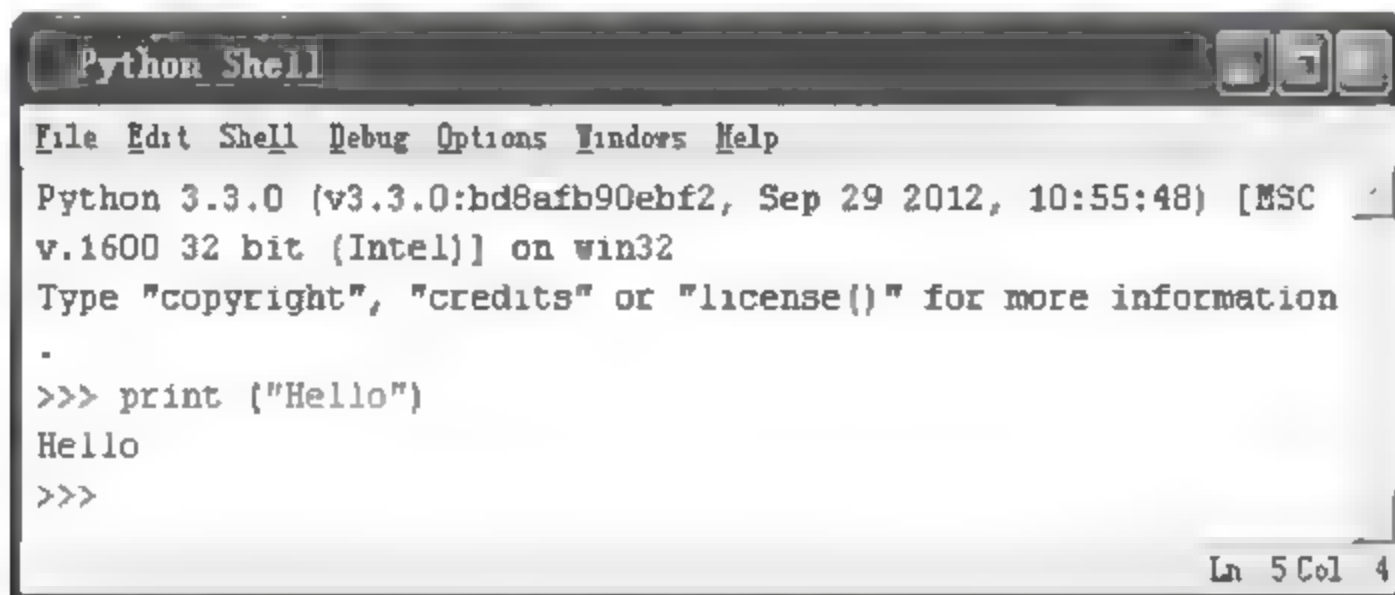 Python Shell
File Edit Shell Debug Options Windows Help
Python 3.3.0 (v3.3.0:bd8afb90ebf2, Sep 29 2012, 10:55:48) [MSC
v.1600 32 bit (Intel)] on win32
Type "copyright", "credits" or "license()" for more information
.
>>> print ("Hello")
Hello
>>>
Ln 5 Col 4